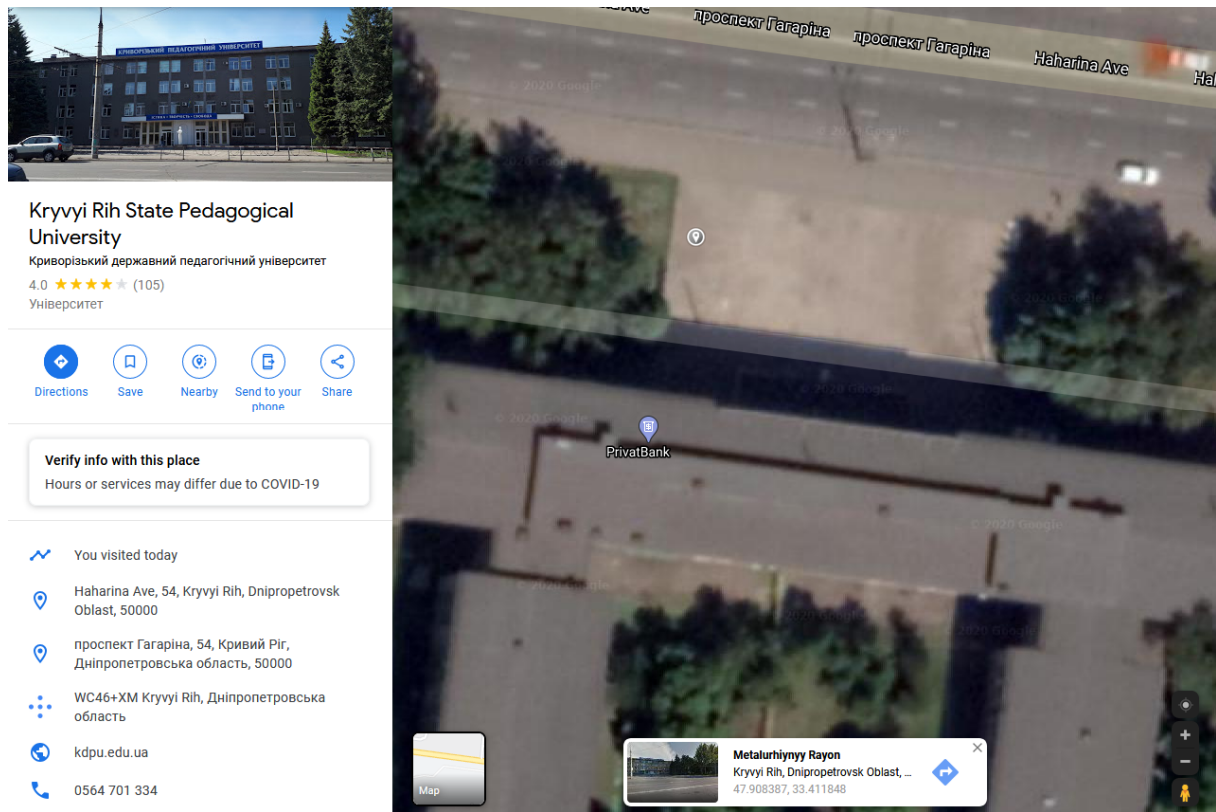 КРИВОРІЗЬКИЙ ПЕДАГОГІЧНИЙ УНІВЕРСИТЕТ
Kryvyi Rih State Pedagogical
University
Криворізький державний педагогічний університет
4.0 (105)
Університет
Directions
Save
Nearby
Send to your
phone
Share
Verify info with this place
Hours or services may differ due to COVID-19
You visited today
Haharina Ave, 54, Kryvyi Rih, Dnipropetrovsk
Oblast, 50000
проспект Гагаріна, 54, Кривий Ріг,
Дніпропетровська область, 50000
WC46+XM Kryvyi Rih, Дніпропетровська
область
kdpu.edu.ua
0564 701 334
проспект Гагаріна
проспект Гагаріна
Haharina Ave
© 2020 Google
© 2020 Google
© 2020 Google
© 2020 Google
© 2020 Google
© 2020 Google
PrivatBank
© 2020 Google
© 2020 Google
© 2020 Google
Map
Metalurhiynyy Rayon
Kryvyi Rih, Dnipropetrovsk Oblast, ...
47.908387, 33.411848